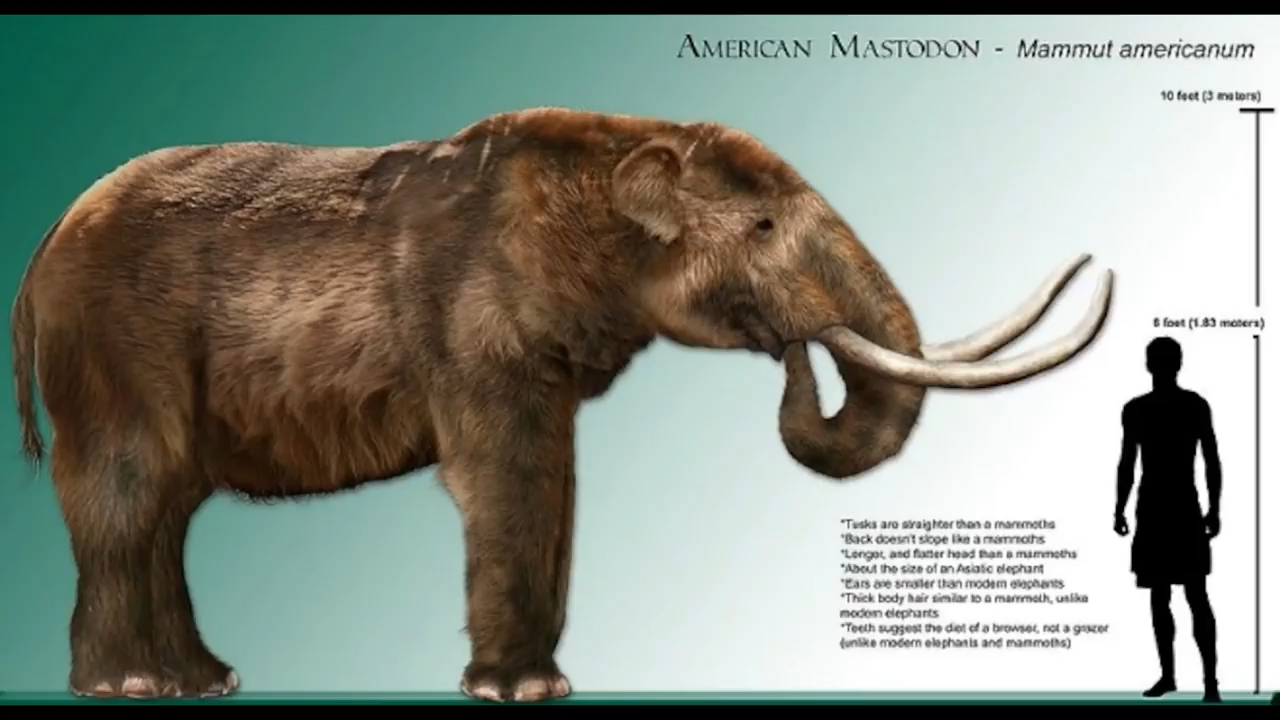 AMERICAN MASTODON - Mammut americanum
10 feet (3 meters)
6 feet (1.83 meters)
*Tusks are straighter than a mammoths
*Back doesn't slope like a mammoths
*Longer, and flatter head than a mammoths
*About the size of an Asiatic elephant
*Ears are smaller than modern elephants
*Thick body hair similar to a mammoth, unlike
modern elephants
*Teeth suggest the diet of a browser, not a grazer
(unlike modern elephants and mammoths)